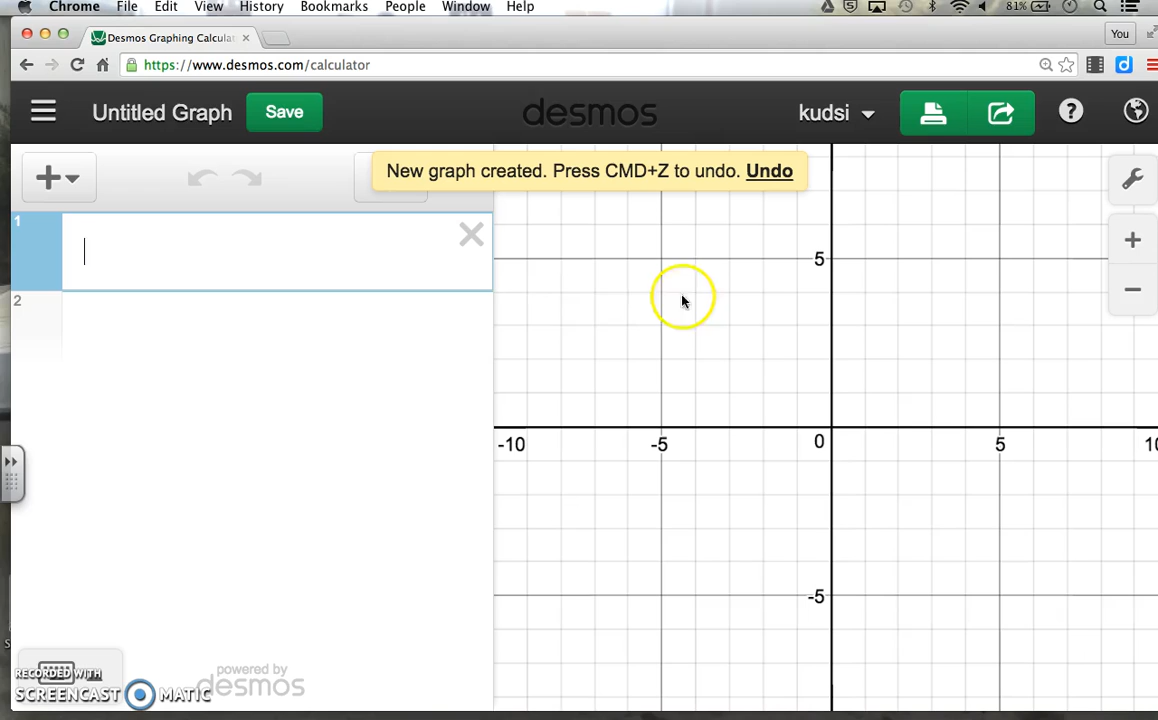 Chrome File Edit View History Bookmarks People Window Help 81%
Desmos Graphing Calculat You
https://www.desmos.com/calculator
Untitled Graph Save desmos kudsi ?
New graph created. Press CMD+Z to undo. Undo
1
5
2
-10 -5 0 5 10
-5
powered by
desmos
RECORDED WITH
SCREENCAST MATIC